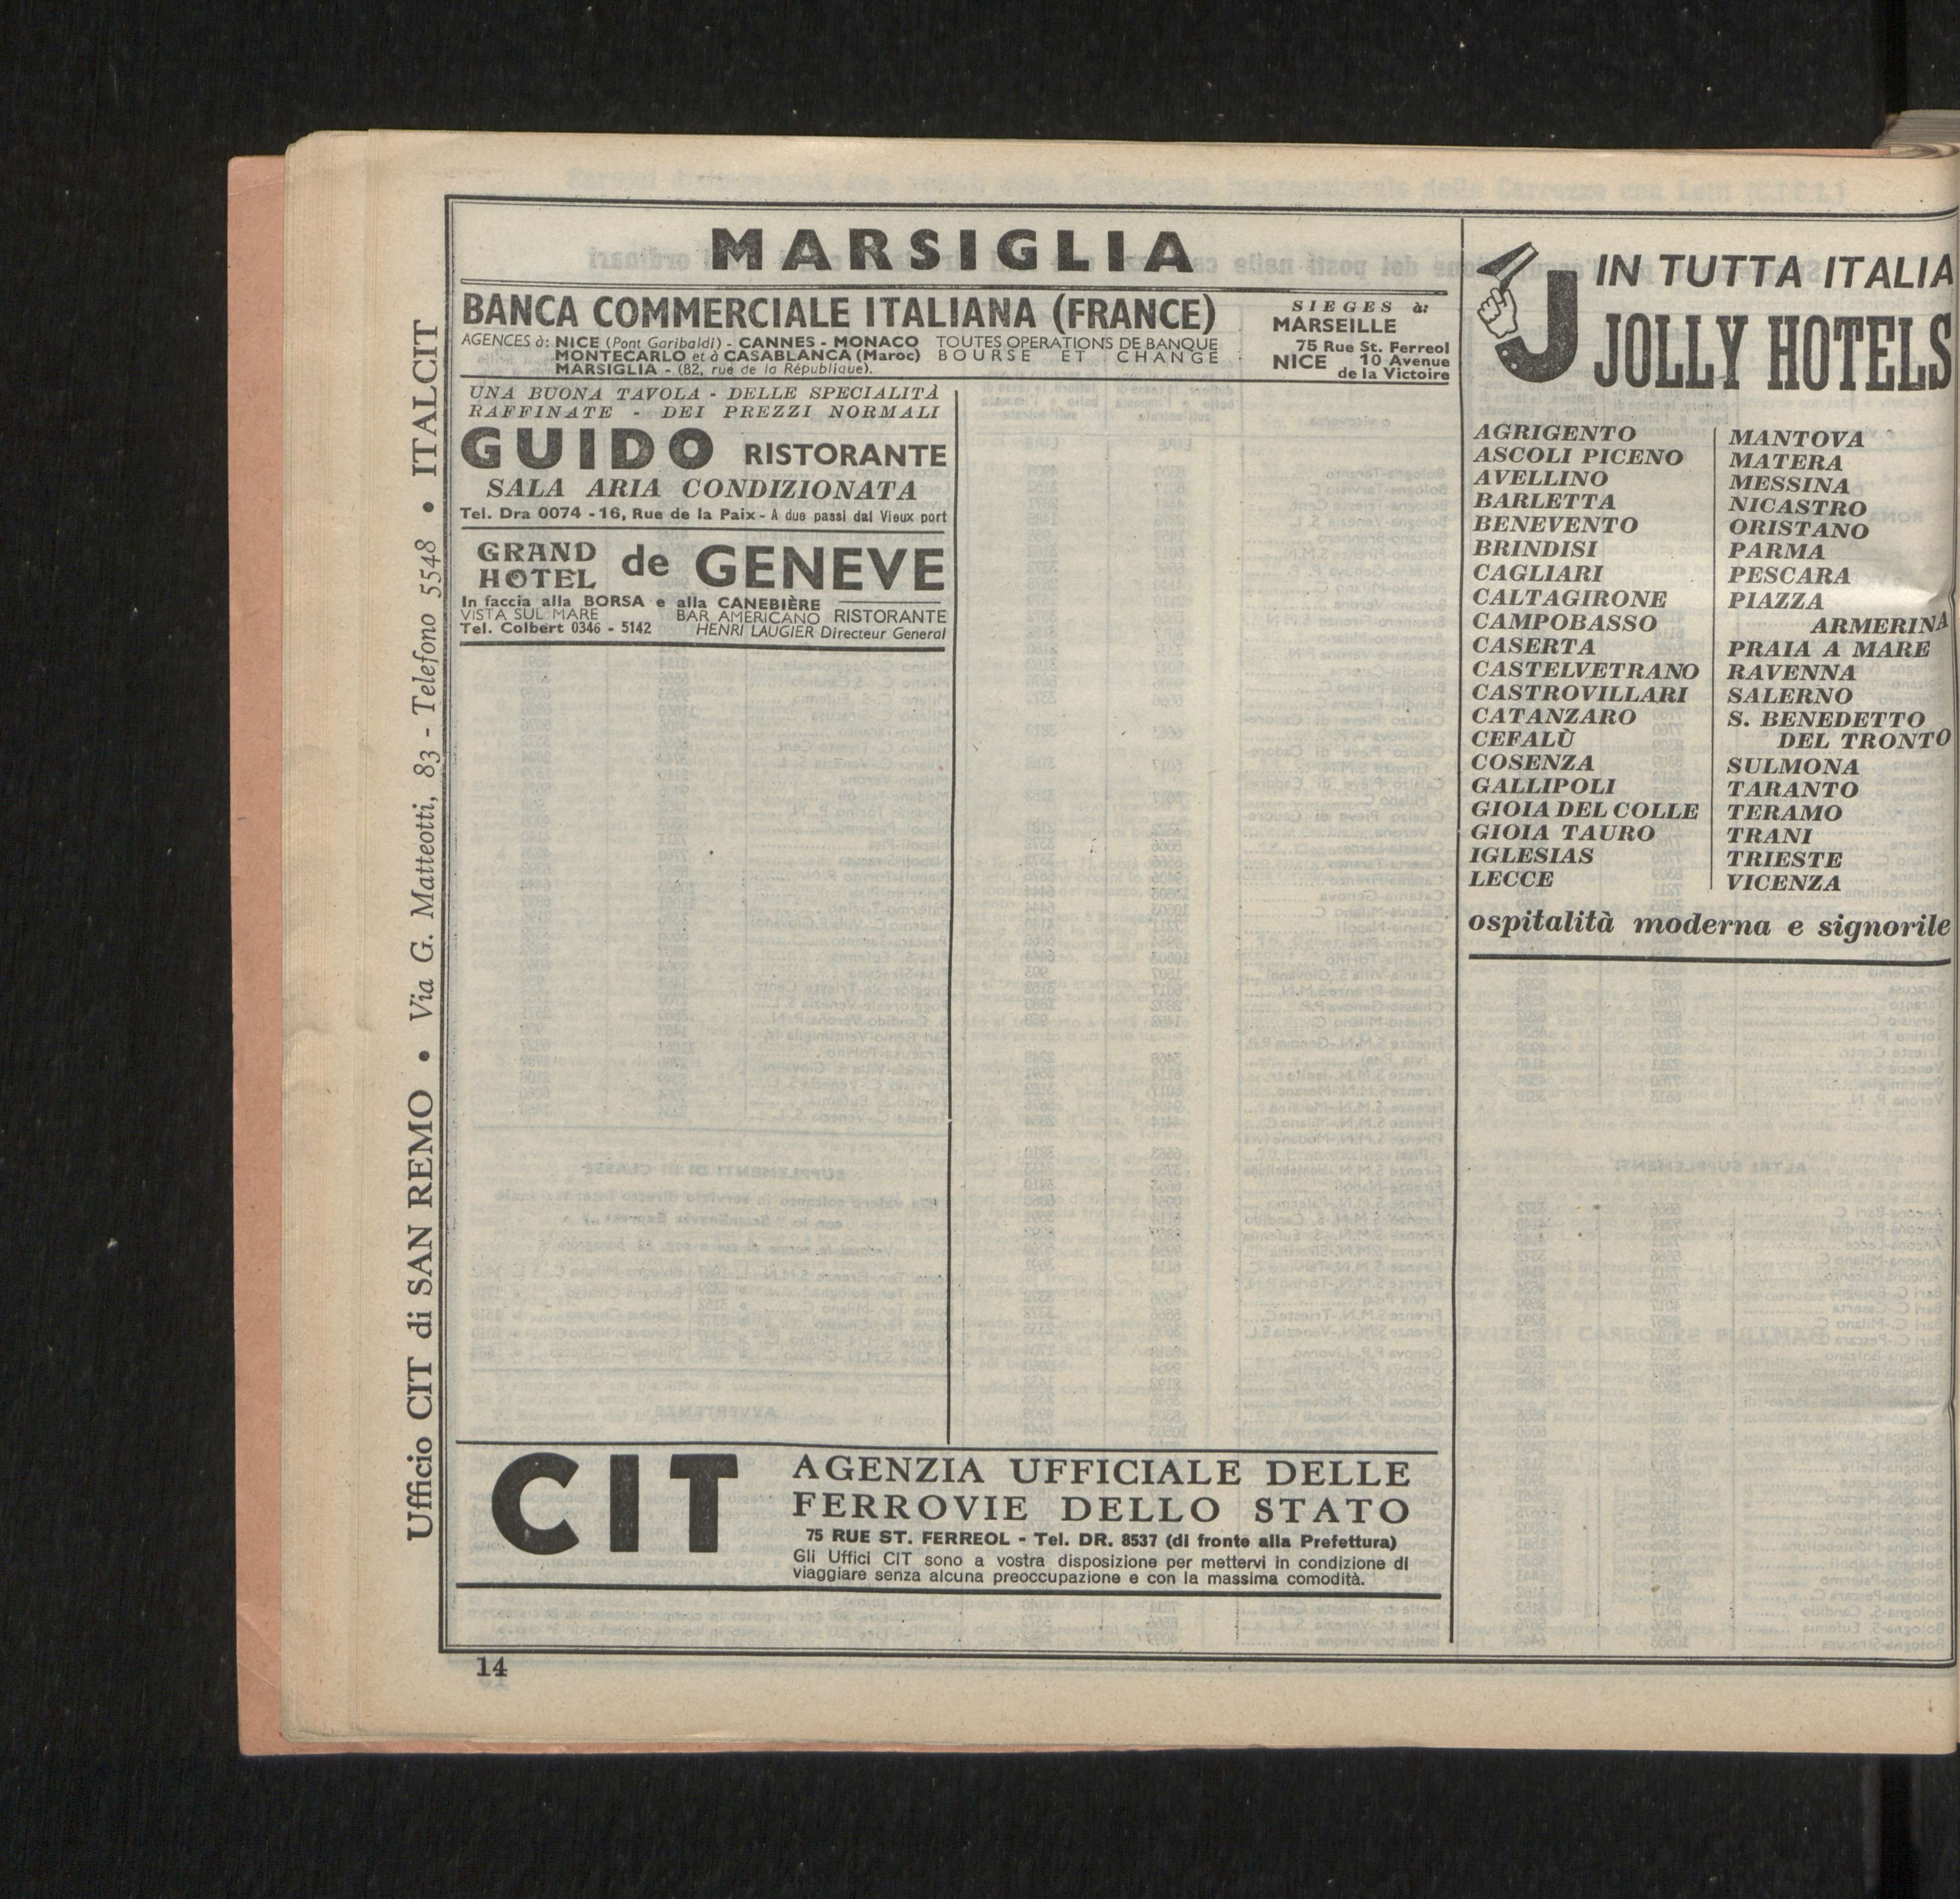 Ufficio CIT di SAN REMO • Via G. Matteotti, 83 - Telefono 5548 • ITALCIT
MARSIGLIA
BANCA COMMERCIALE ITALIANA (FRANCE)
AGENCES à: NICE (Pont Garibaldi) - CANNES - MONACO
MONTECARLO et à CASABLANCA (Maroc)
MARSIGLIA - (82, rue de la République).
TOUTES OPERATIONS DE BANQUE
BOURSE ET CHANGE
SIEGES à:
MARSEILLE
75 Rue St. Ferreol
NICE 10 Avenue
de la Victoire
UNA BUONA TAVOLA - DELLE SPECIALITÀ
RAFFINATE - DEI PREZZI NORMALI
GUIDO RISTORANTE
SALA ARIA CONDIZIONATA
Tel. Dra 0074 - 16, Rue de la Paix - A due passi dal Vieux port
GRAND HOTEL de GENEVE
In faccia alla BORSA e alla CANEBIÈRE
VISTA SUL MARE BAR AMERICANO RISTORANTE
Tel. Colbert 0346 - 5142 HENRI LAUGIER Directeur General
CIT
AGENZIA UFFICIALE DELLE
FERROVIE DELLO STATO
75 RUE ST. FERREOL - Tel. DR. 8537 (di fronte alla Prefettura)
Gli Uffici CIT sono a vostra disposizione per mettervi in condizione di
viaggiare senza alcuna preoccupazione e con la massima comodità.
J
IN TUTTA ITALIA
JOLLY HOTELS
AGRIGENTO
ASCOLI PICENO
AVELLINO
BARLETTA
BENEVENTO
BRINDISI
CAGLIARI
CALTAGIRONE
CAMPOBASSO
CASERTA
CASTELVETRANO
CASTROVILLARI
CATANZARO
CEFALÙ
COSENZA
GALLIPOLI
GIOIA DEL COLLE
GIOIA TAURO
IGLESIAS
LECCE
MANTOVA
MATERA
MESSINA
NICASTRO
ORISTANO
PARMA
PESCARA
PIAZZA
ARMERINA
PRAIA A MARE
RAVENNA
SALERNO
S. BENEDETTO
DEL TRONTO
SULMONA
TARANTO
TERAMO
TRANI
TRIESTE
VICENZA
ospitalità moderna e signorile
14